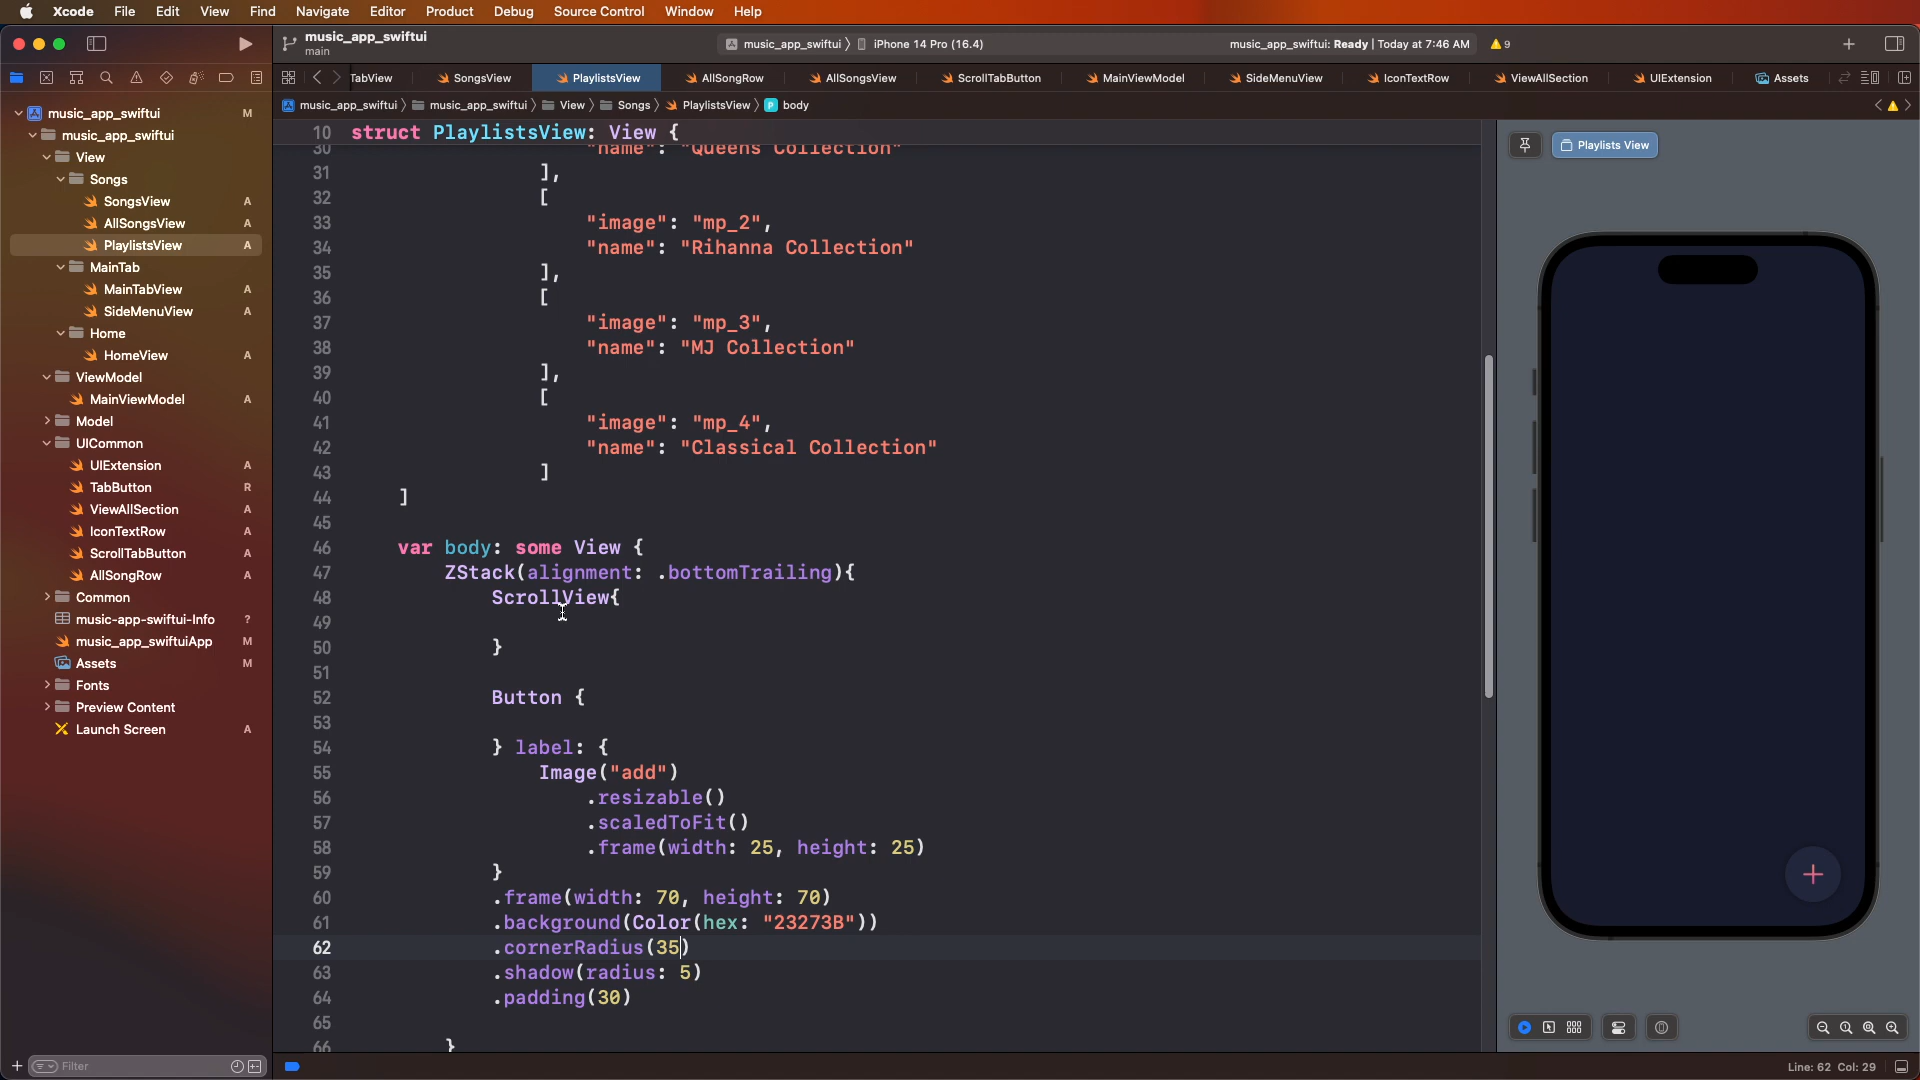 Xcode File Edit View Find Navigate Editor Product Debug Source Control Window Help
music_app_swiftui
main
music_app_swiftui 〉 iPhone 14 Pro (16.4)
music_app_swiftui: Ready | Today at 7:46 AM
9
TabView SongsView PlaylistsView AllSongRow AllSongsView ScrollTabButton MainViewModel SideMenuView IconTextRow ViewAllSection UIExtension Assets
music_app_swiftui 〉 music_app_swiftui 〉 View 〉 Songs 〉 PlaylistsView 〉 P body
music_app_swiftui M
music_app_swiftui
View
Songs
SongsView A
AllSongsView A
PlaylistsView A
MainTab
MainTabView A
SideMenuView A
Home
HomeView A
ViewModel
MainViewModel A
Model
UICommon
UIExtension A
TabButton R
ViewAllSection A
IconTextRow A
ScrollTabButton A
AllSongRow A
Common
music-app-swiftui-Info ?
music_app_swiftuiApp M
Assets M
Fonts
Preview Content
Launch Screen A
Filter
10 struct PlaylistsView: View {
30 "name": "Queens Collection"
31 ],
32 [
33 "image": "mp_2",
34 "name": "Rihanna Collection"
35 ],
36 [
37 "image": "mp_3",
38 "name": "MJ Collection"
39 ],
40 [
41 "image": "mp_4",
42 "name": "Classical Collection"
43 ]
44 ]
45
46 var body: some View {
47 ZStack(alignment: .bottomTrailing){
48 ScrollView{
49
50 }
51
52 Button {
53
54 } label: {
55 Image("add")
56 .resizable()
57 .scaledToFit()
58 .frame(width: 25, height: 25)
59 }
60 .frame(width: 70, height: 70)
61 .background(Color(hex: "23273B"))
62 .cornerRadius(35)
63 .shadow(radius: 5)
64 .padding(30)
65
66 }
Playlists View
Line: 62 Col: 29